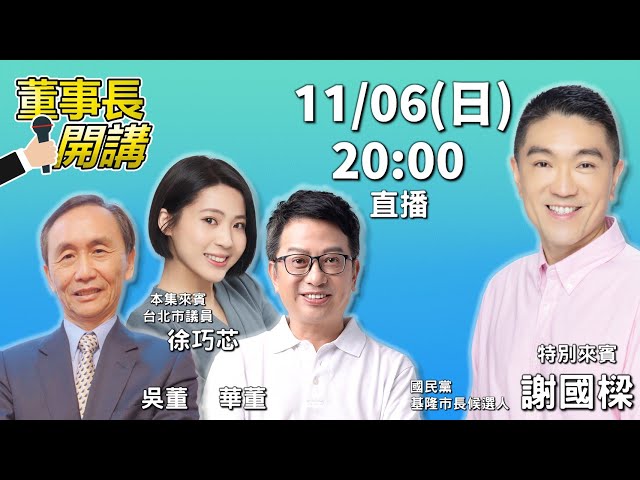 董事長
開講
11/06(日)
20:00
直播
本集來賓
台北市議員
徐巧芯
吳董
華董
國民黨
基隆市長候選人
特別來賓
謝國樑